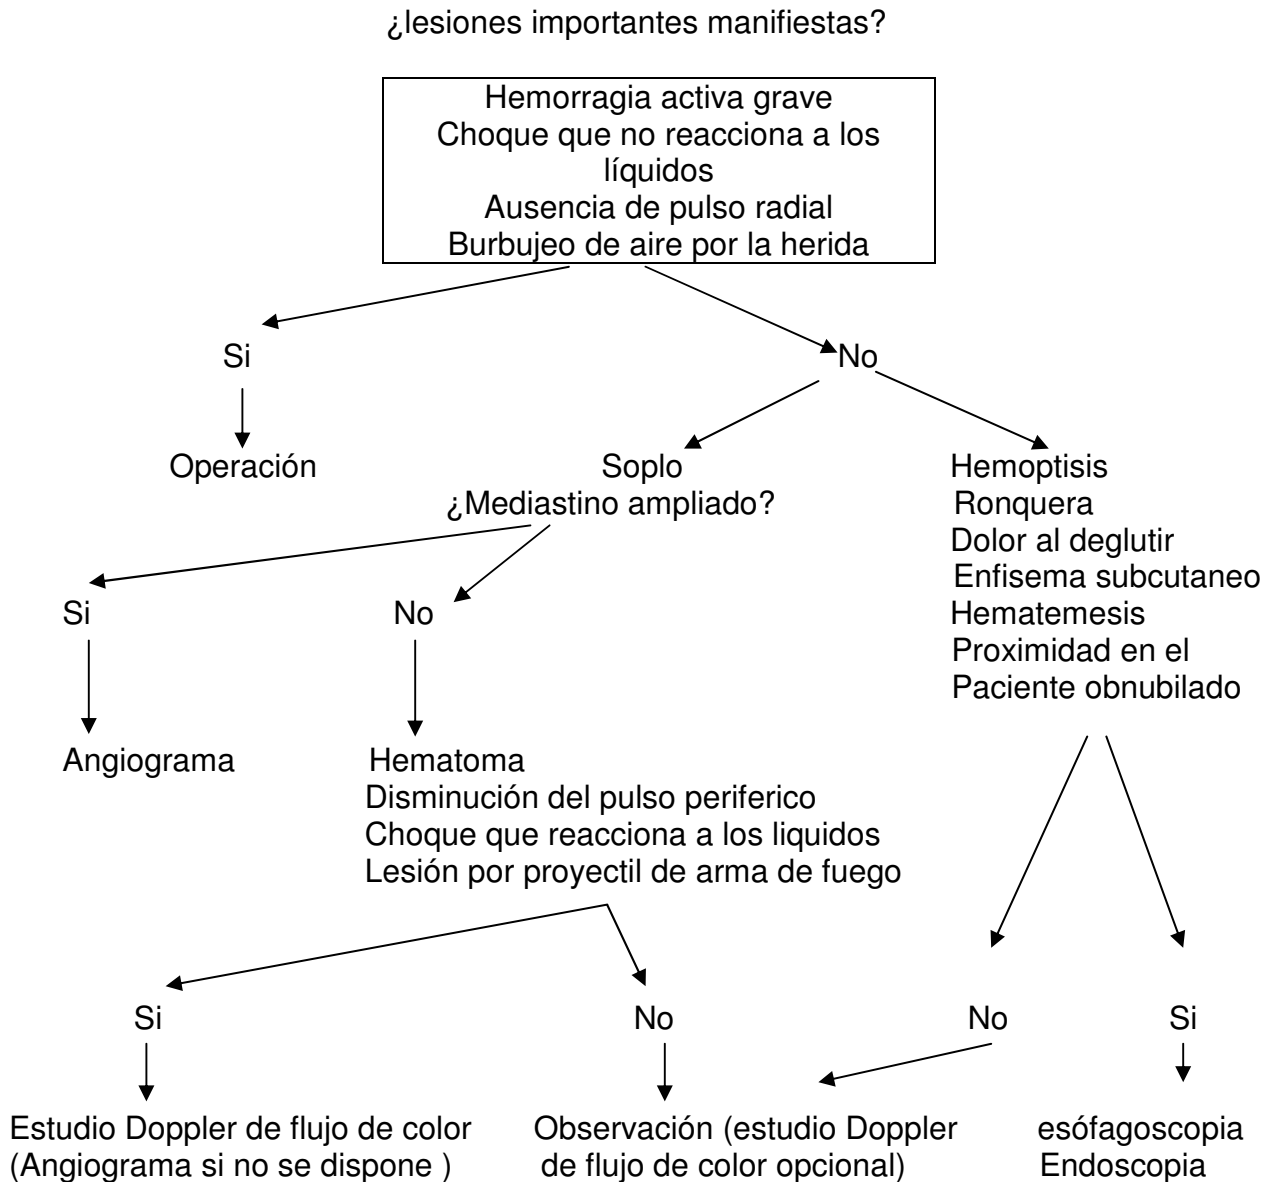 ¿lesiones importantes manifiestas?
Hemorragia activa grave
Choque que no reacciona a los
líquidos
Ausencia de pulso radial
Burbujeo de aire por la herida
Si
No
Operación
Soplo
¿Mediastino ampliado?
Hemoptisis
Ronquera
Dolor al deglutir
Enfisema subcutaneo
Hematemesis
Proximidad en el
Paciente obnubilado
Si
No
Angiograma
Hematoma
Disminución del pulso periferico
Choque que reacciona a los liquidos
Lesión por proyectil de arma de fuego
Si
No
No
Si
Estudio Doppler de flujo de color
(Angiograma si no se dispone )
Observación (estudio Doppler
de flujo de color opcional)
esófagoscopia
Endoscopia